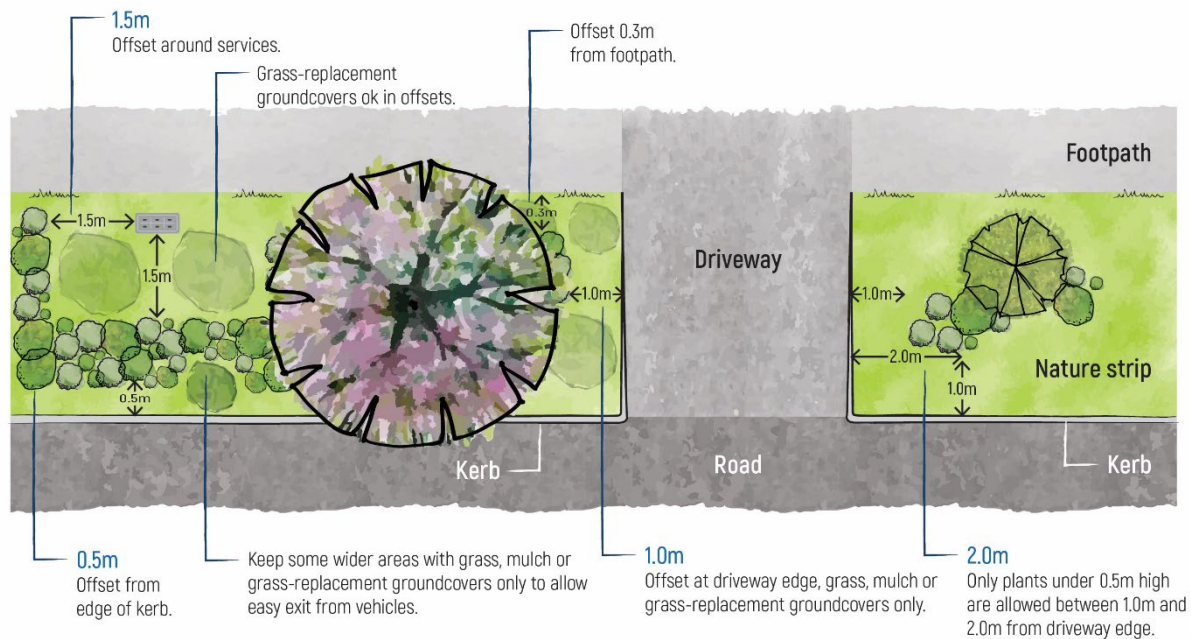 1.5m
Offset around services.
Grass-replacement
groundcovers ok in offsets.
Offset 0.3m
from footpath.
Footpath
1.5m
1.5m
0.3m
1.0m
0.5m
Driveway
1.0m
2.0m
1.0m
Nature strip
Kerb
Road
Kerb
0.5m
Offset from
edge of kerb.
Keep some wider areas with grass, mulch or
grass-replacement groundcovers only to allow
easy exit from vehicles.
1.0m
Offset at driveway edge, grass, mulch or
grass-replacement groundcovers only.
2.0m
Only plants under 0.5m high
are allowed between 1.0m and
2.0m from driveway edge.